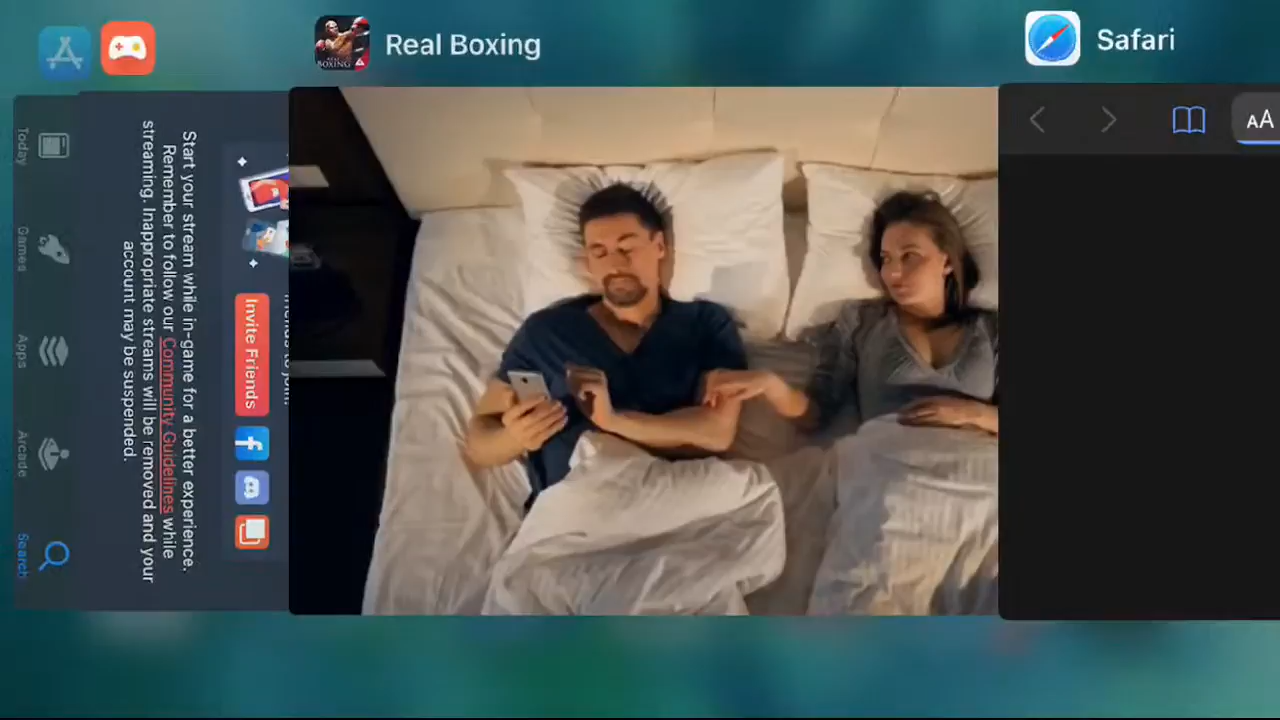 Real Boxing
Safari
AA
Today
Games
Apps
Arcade
Search
Start your stream while in-game for a better experience.
Remember to follow our Community Guidelines while
streaming. Inappropriate streams will be removed and your
account may be suspended.
Invite Friends
BOXING